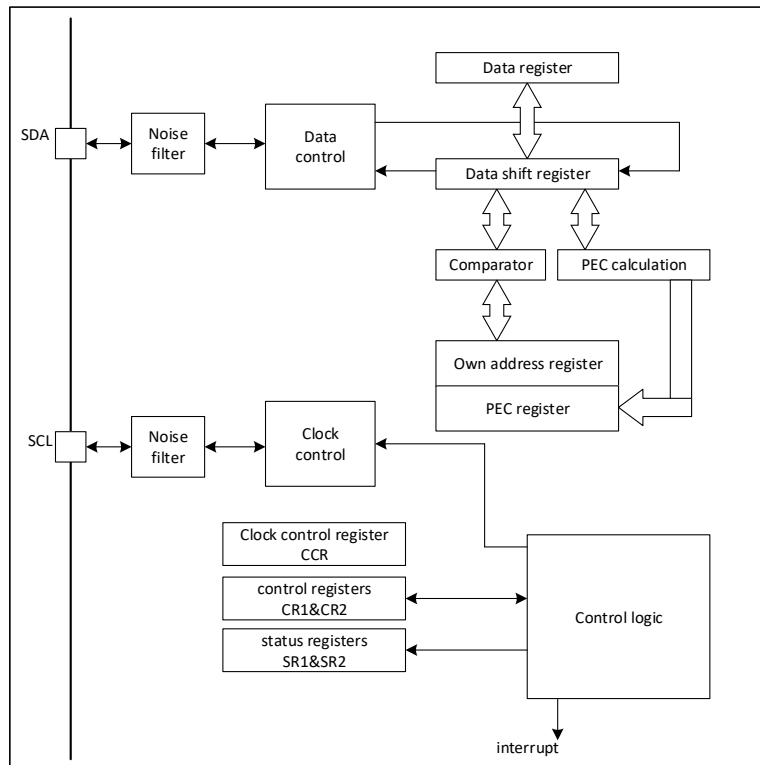 Data register
SDA
Noise
filter
Data
control
Data shift register
Comparator
PEC calculation
Own address register
PEC register
SCL
Noise
filter
Clock
control
Clock control register
CCR
control registers
CR1&CR2
status registers
SR1&SR2
Control logic
interrupt